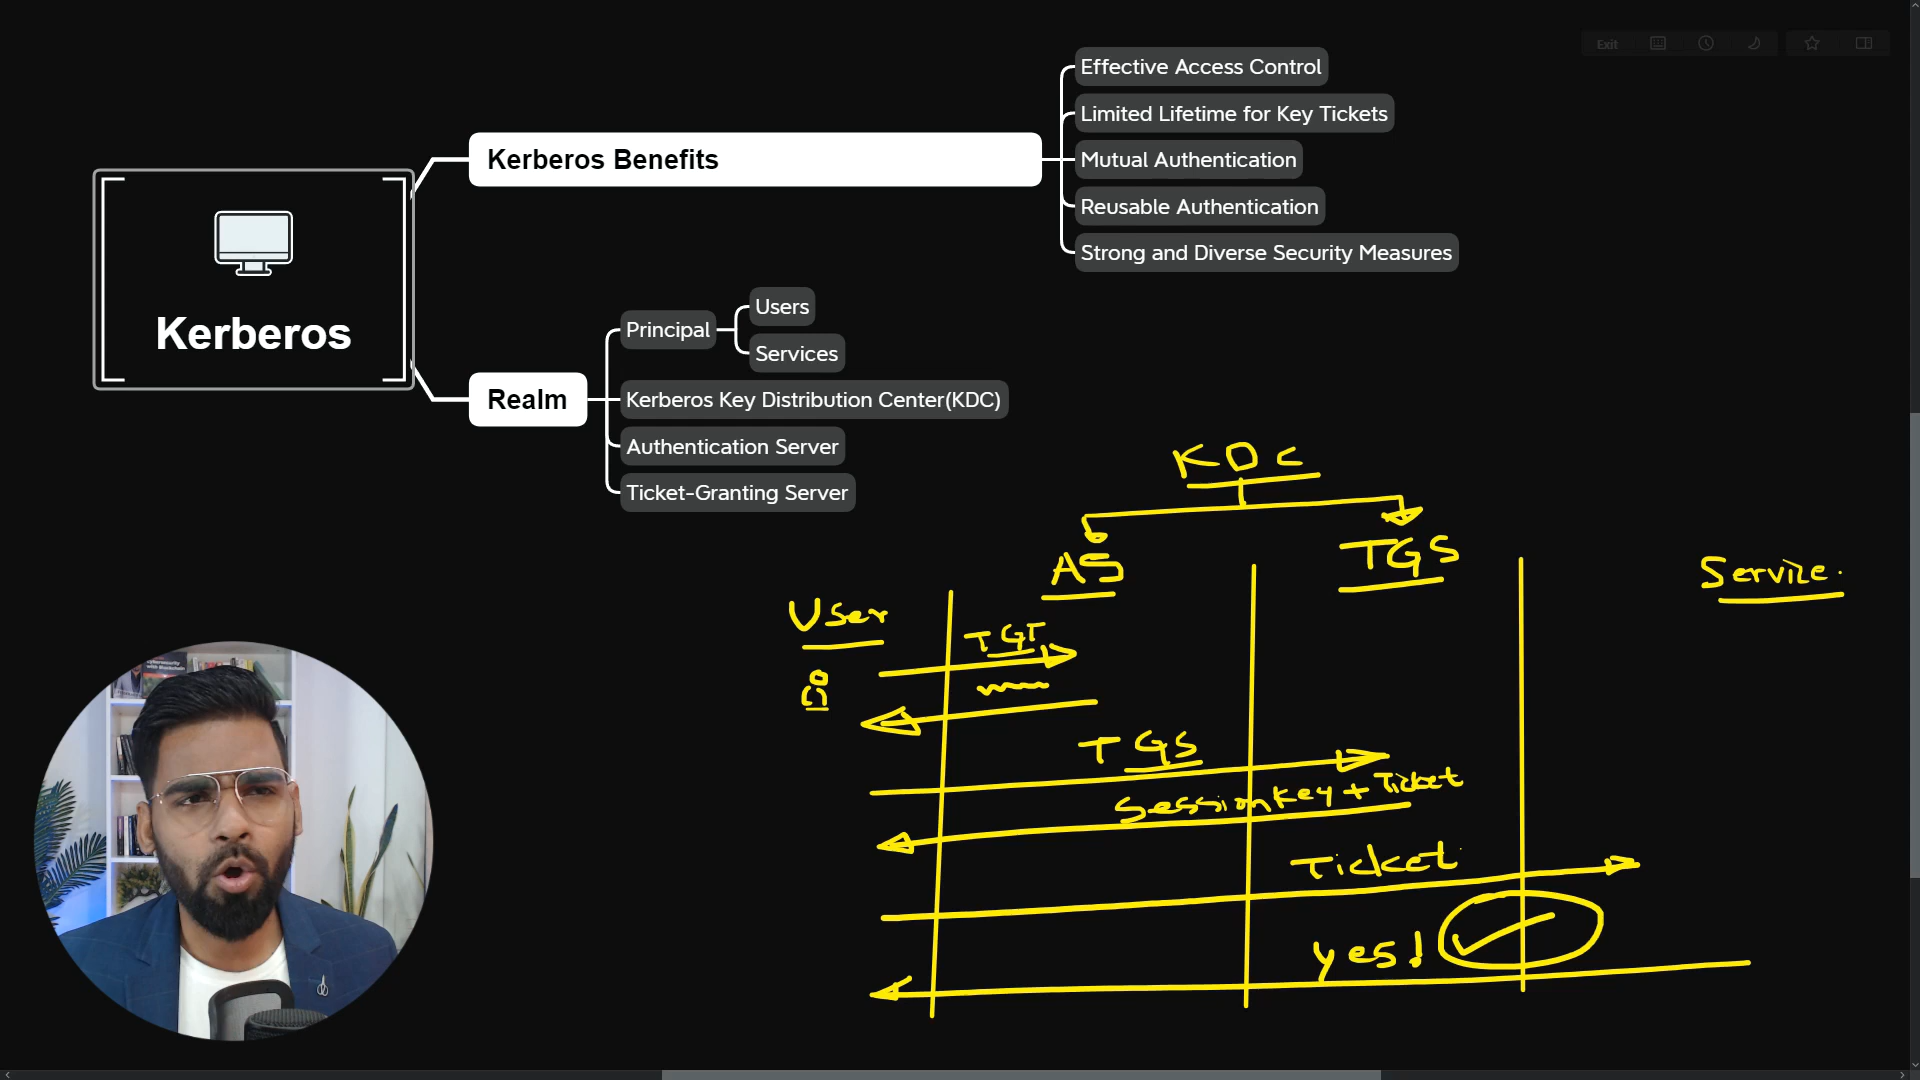 Exit
Effective Access Control
Limited Lifetime for Key Tickets
Kerberos Benefits
Mutual Authentication
Reusable Authentication
Strong and Diverse Security Measures
Kerberos
Users
Principal
Services
Realm
Kerberos Key Distribution Center(KDC)
Authentication Server
Ticket-Granting Server
KDC
AS
TGS
Service.
User
TGT
TGS
Session Key + Ticket
Ticket
yes!